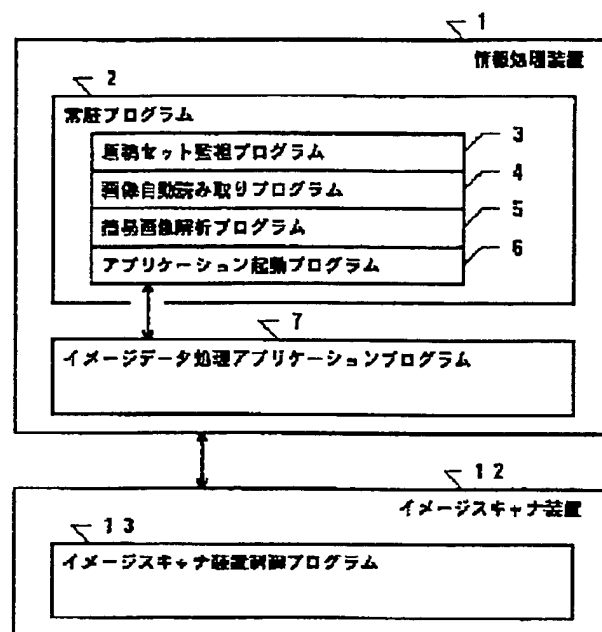 1
情報処理装置
2
常駐プログラム
原稿セット監視プログラム
3
画像自動読み取りプログラム
4
簡易画像解析プログラム
5
アプリケーション起動プログラム
6
7
イメージデータ処理アプリケーションプログラム
12
イメージスキャナ装置
13
イメージスキャナ装置制御プログラム